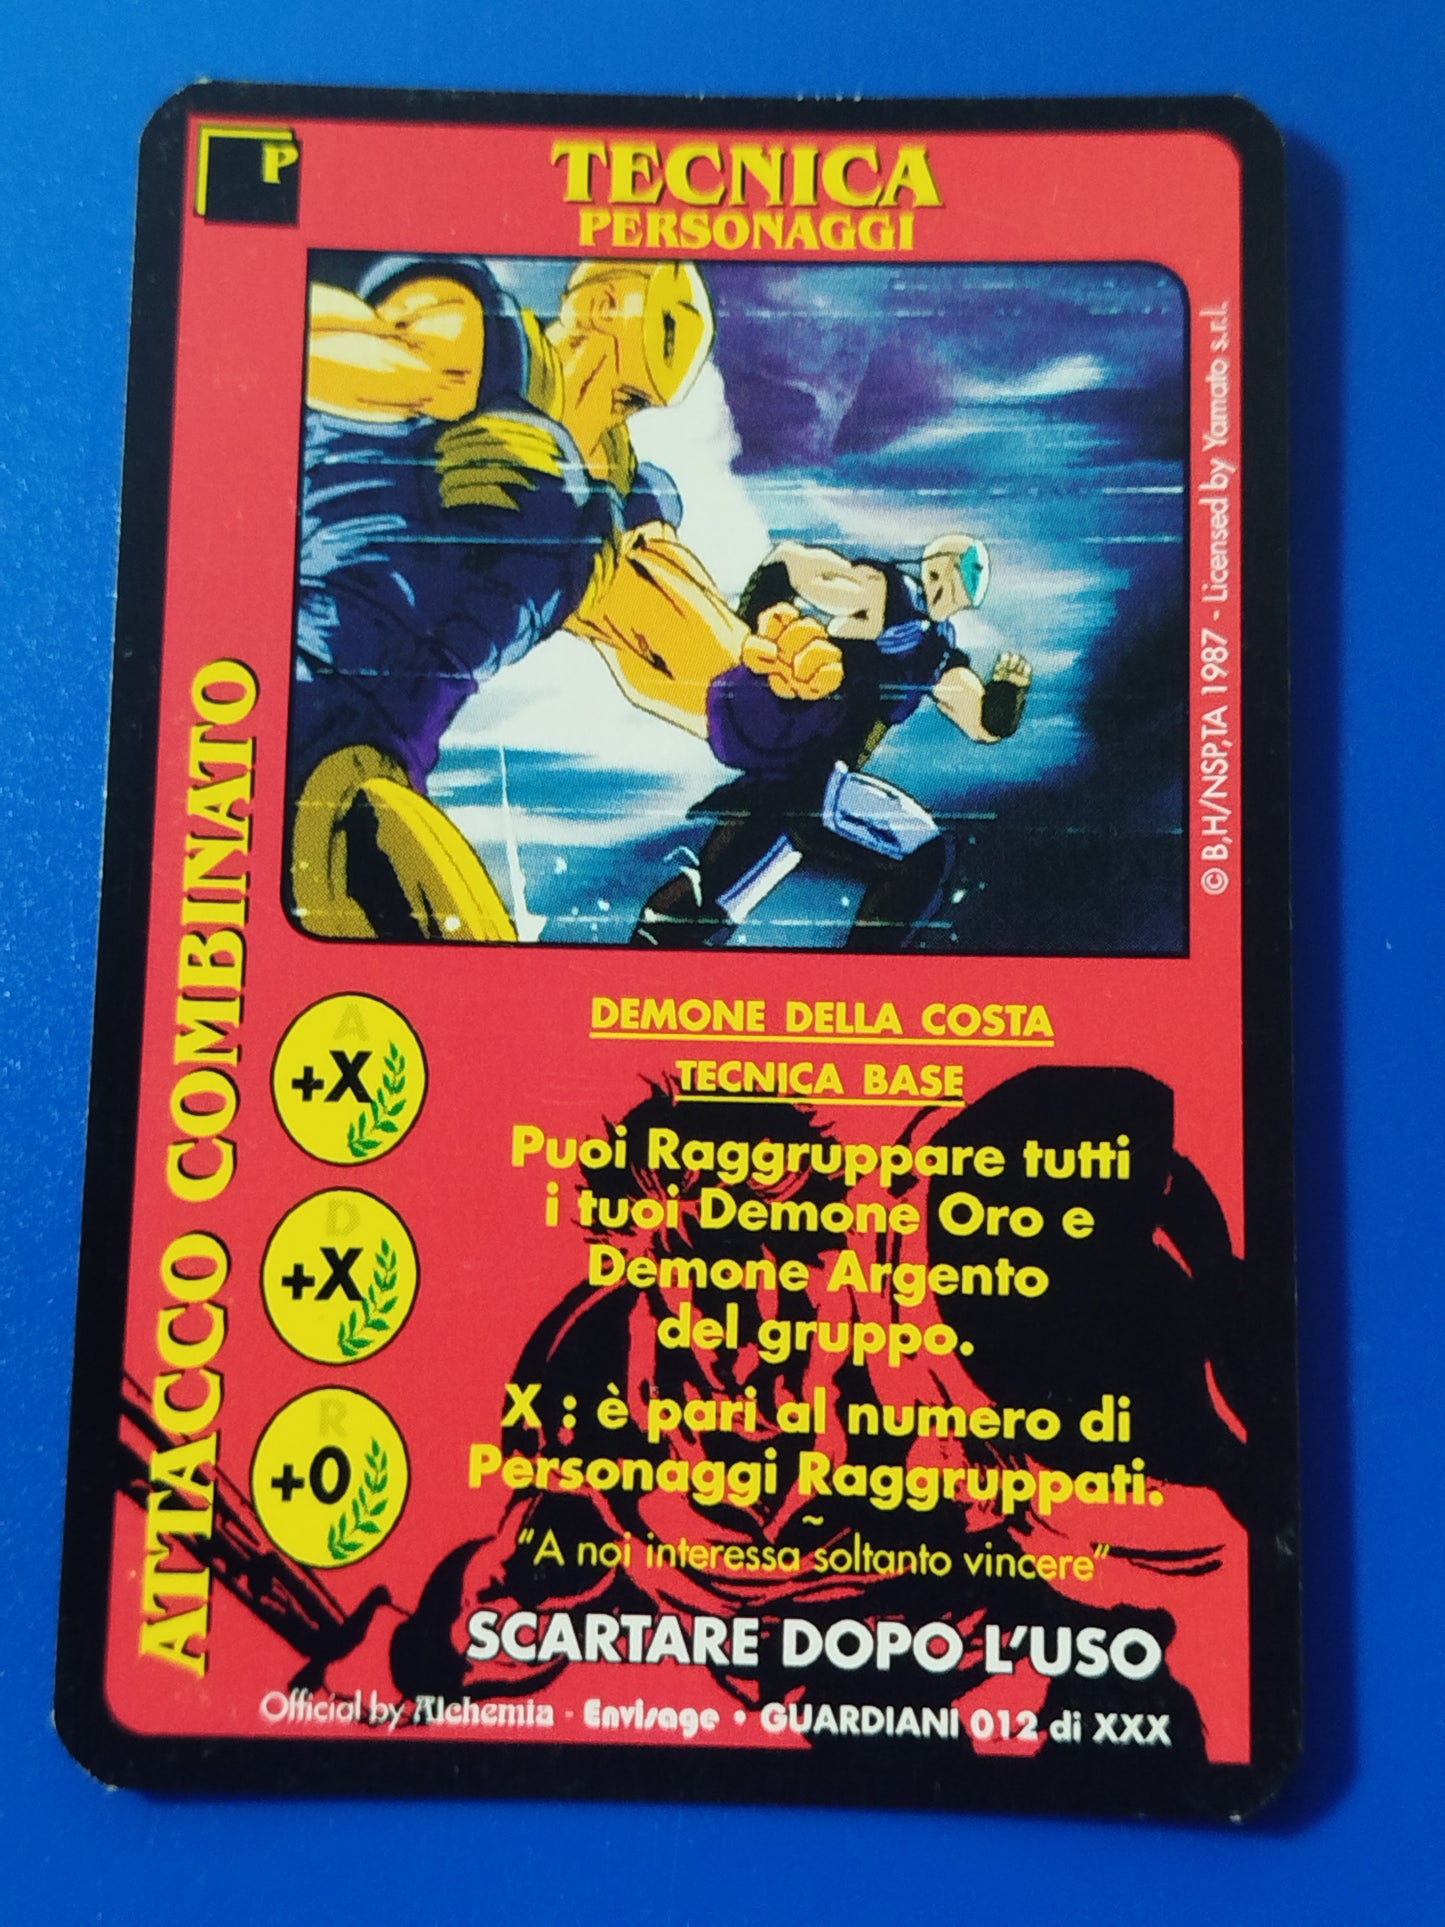 P
TECNICA
PERSONAGGI
© B,H/NSP,TA 1987 - Licensed by Yamato s.r.l.
ATTACCO COMBINATO
A
+X
D
+X
R
+0
DEMONE DELLA COSTA
TECNICA BASE
Puoi Raggruppare tutti
i tuoi Demone Oro e
Demone Argento
del gruppo.
X : è pari al numero di
Personaggi Raggruppati.
~
“A noi interessa soltanto vincere”
SCARTARE DOPO L’USO
Official by Alchemia - Envisage • GUARDIANI 012 di XXX